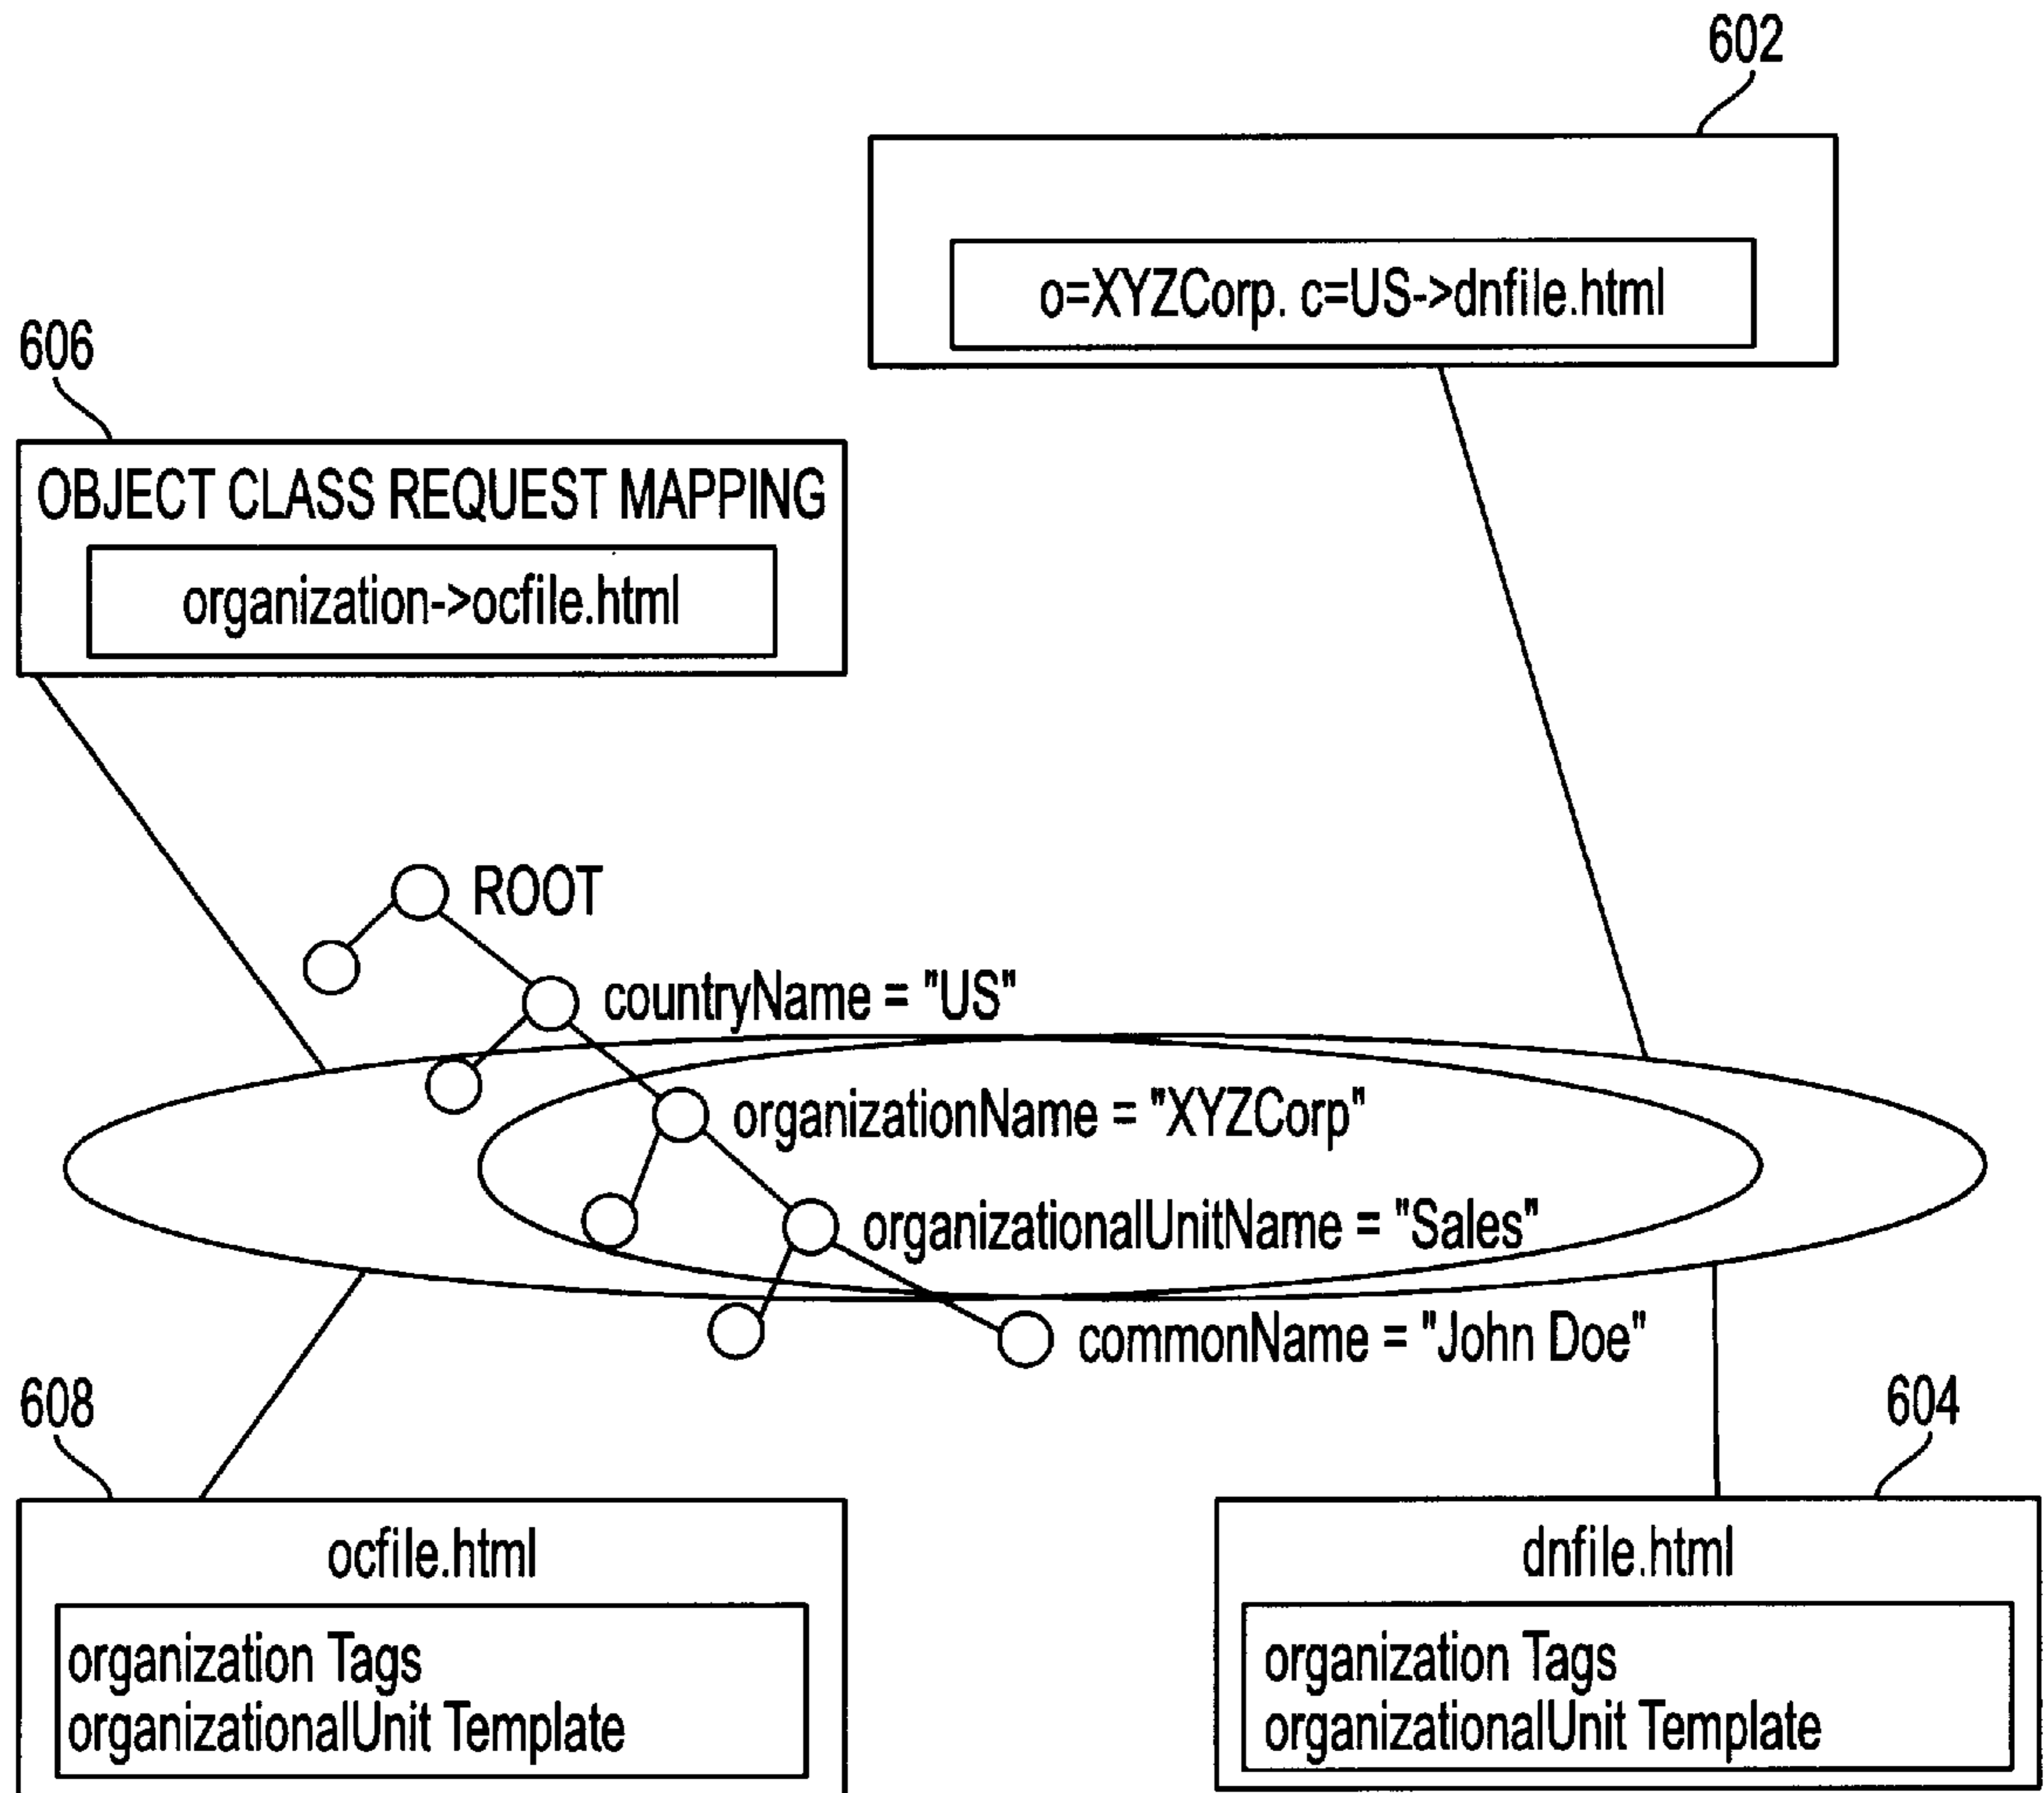 602
o=XYZCorp. c=US->dnfile.html
606
OBJECT CLASS REQUEST MAPPING
organization->ocfile.html
ROOT
countryName = "US"
organizationName = "XYZCorp"
organizationalUnitName = "Sales"
commonName = "John Doe"
608
ocfile.html
organization Tags
organizationalUnit Template
604
dnfile.html
organization Tags
organizationalUnit Template